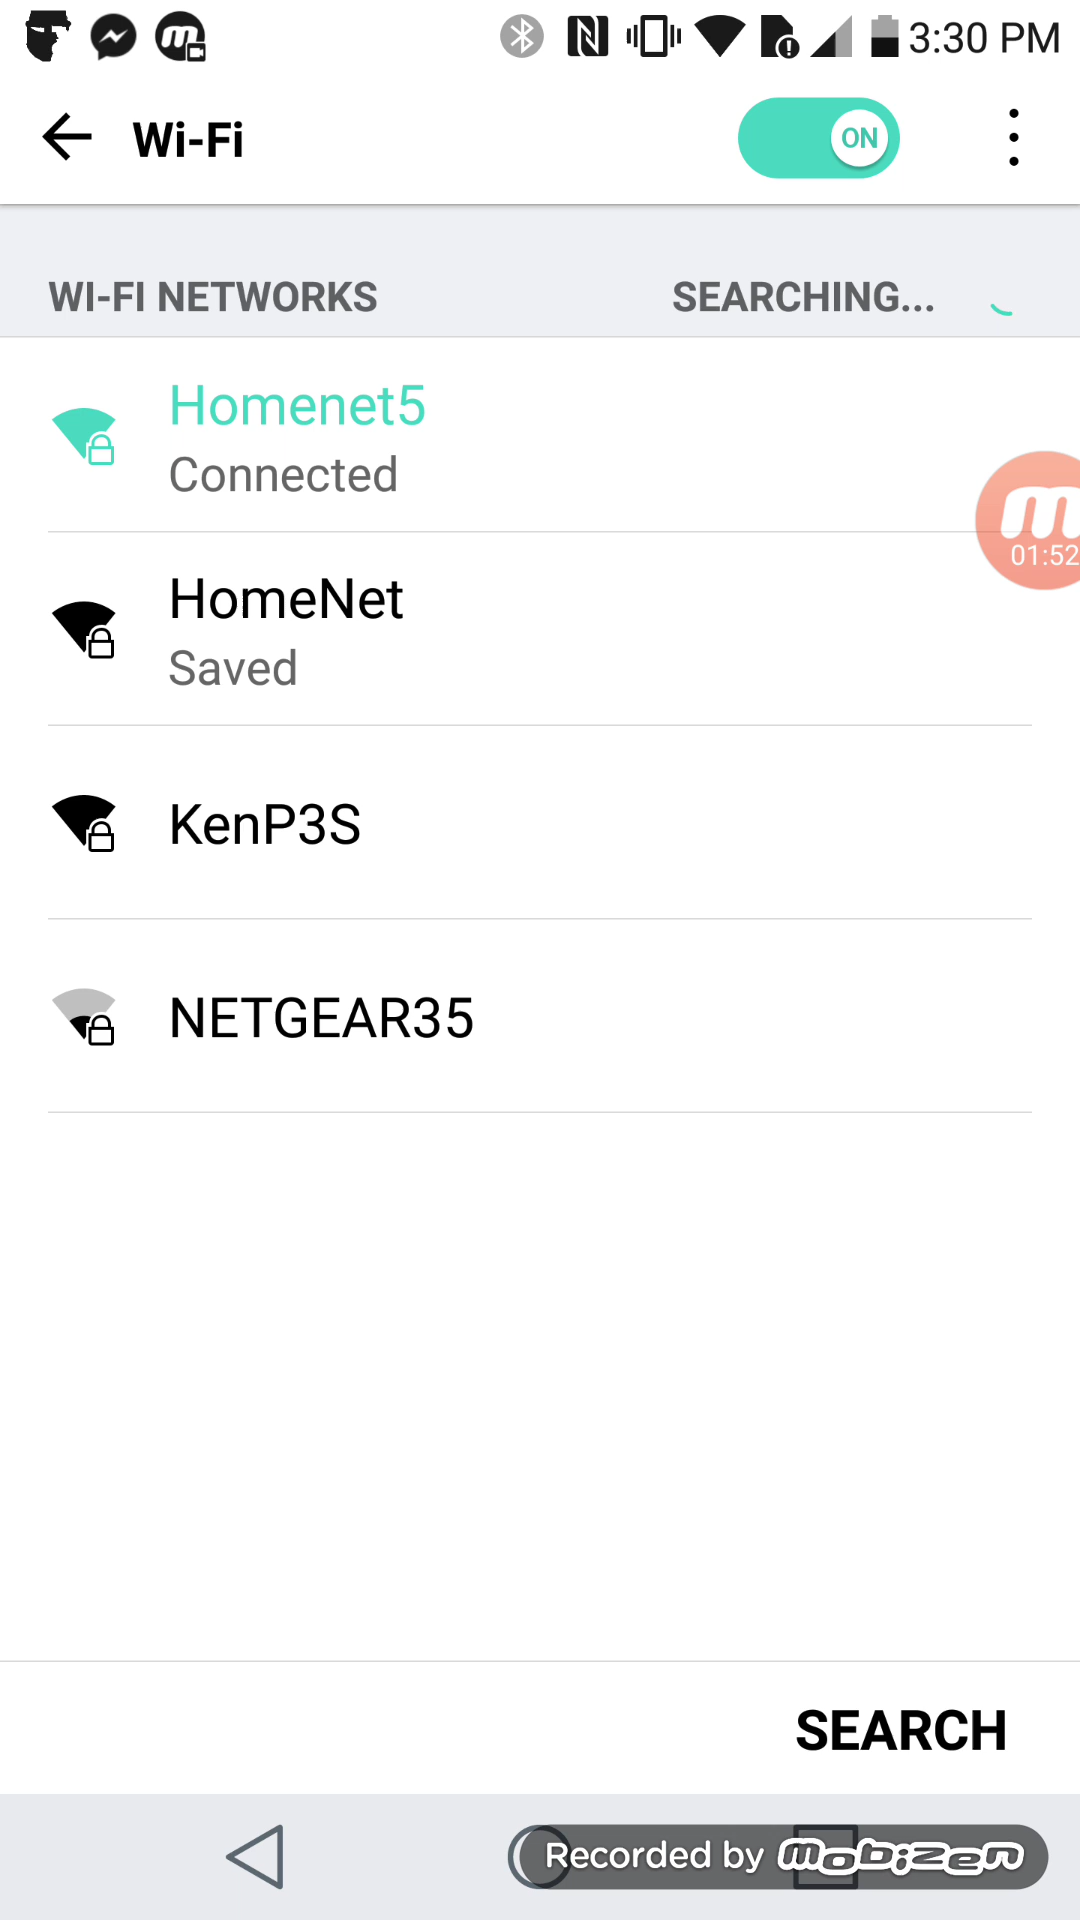 3:30 PM
Wi-Fi
ON
WI-FI NETWORKS SEARCHING...
Homenet5
Connected
m
01:52
HomeNet
Saved
KenP3S
NETGEAR35
SEARCH
Recorded by mobizen